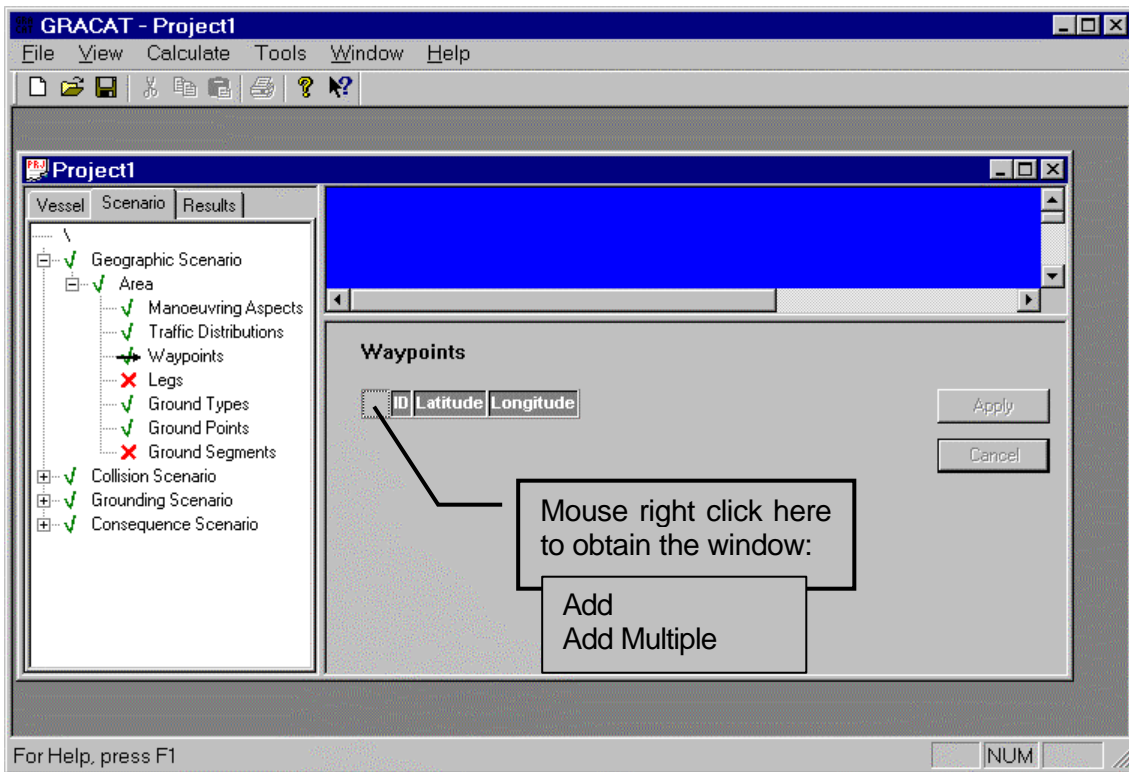 GRACAT - Project1
File View Calculate Tools Window Help
Project1
Vessel Scenario Results
\
Geographic Scenario
Area
Manoeuvring Aspects
Traffic Distributions
Waypoints
Legs
Ground Types
Ground Points
Ground Segments
Collision Scenario
Grounding Scenario
Consequence Scenario
Waypoints
ID Latitude Longitude
Apply
Cancel
Mouse right click here
to obtain the window:
Add
Add Multiple
For Help, press F1
NUM